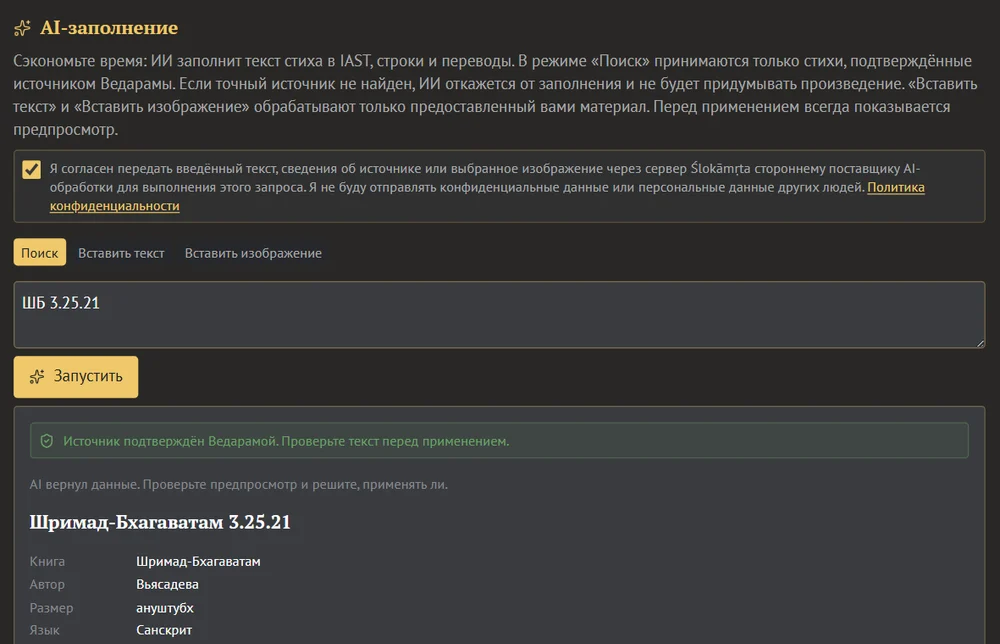 AI-заполнение
Сэкономьте время: ИИ заполнит текст стиха в IAST, строки и переводы. В режиме «Поиск» принимаются только стихи, подтверждённые
источником Ведарамы. Если точный источник не найден, ИИ откажется от заполнения и не будет придумывать произведение. «Вставить
текст» и «Вставить изображение» обрабатывают только предоставленный вами материал. Перед применением всегда показывается
предпросмотр.
Я согласен передать введённый текст, сведения об источнике или выбранное изображение через сервер Ślokāmṛta стороннему поставщику AI-
обработки для выполнения этого запроса. Я не буду отправлять конфиденциальные данные или персональные данные других людей. Политика
конфиденциальности
Поиск Вставить текст Вставить изображение
ШБ 3.25.21
Запустить
Источник подтверждён Ведарамой. Проверьте текст перед применением.
AI вернул данные. Проверьте предпросмотр и решите, применять ли.
Шримад-Бхагаватам 3.25.21
Книга Шримад-Бхагаватам
Автор Вьясадева
Размер ануштубх
Язык Санскрит